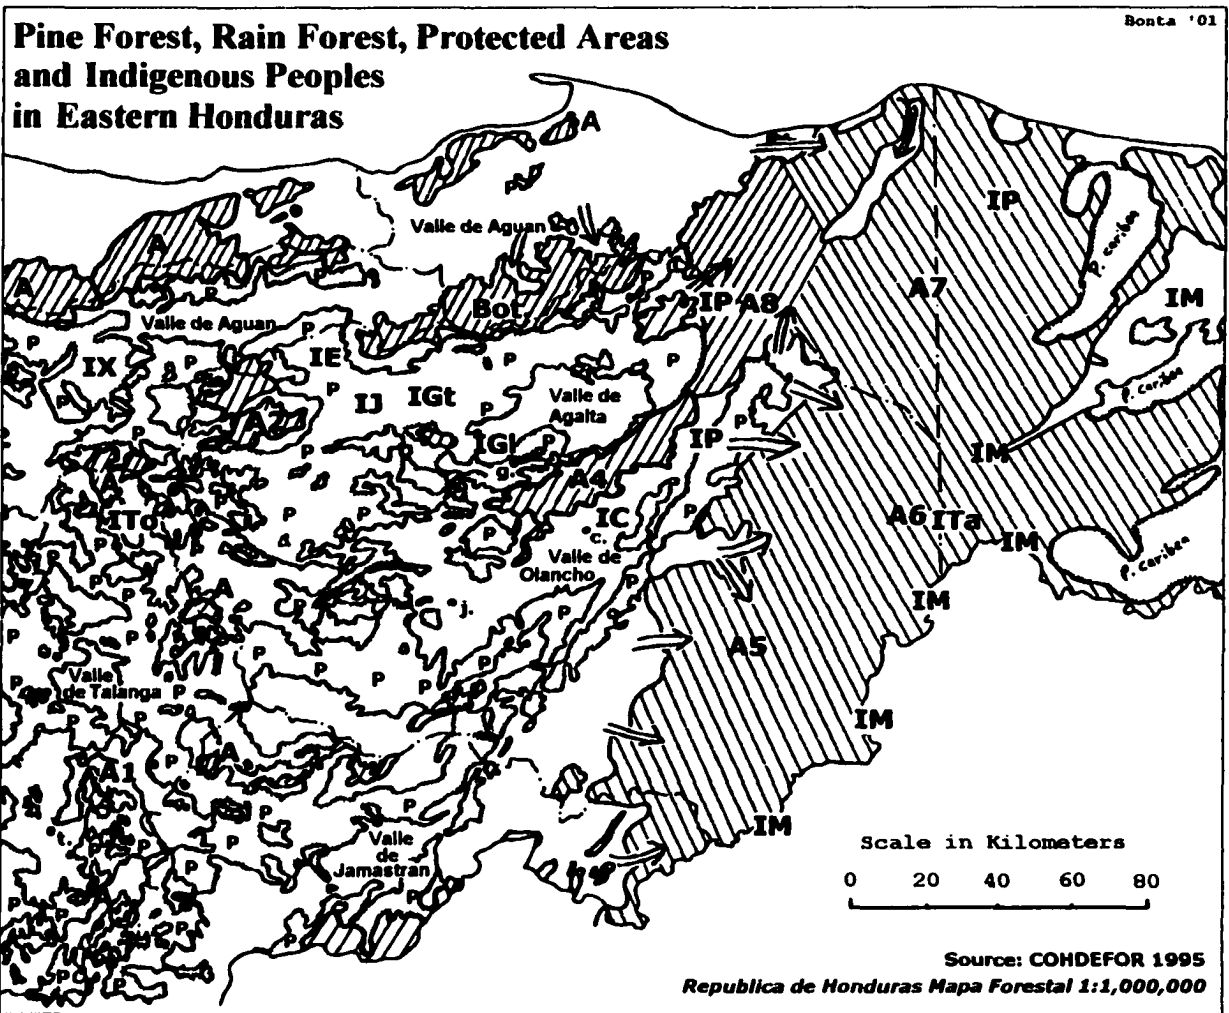 Bonta '01
Pine Forest, Rain Forest, Protected Areas
and Indigenous Peoples
in Eastern Honduras
A
P
Valle de Aguan
IP
A
P. caribea
A
P
Bot.
IP A8
A7
IM
Valle de Aguan
P
P
IX
P
IE
P
P
P
IJ
IGt
P
Valle de
Agalta
P. caribea
P
A2
P
P
IGl
P
IP
P
IM
g.
A4
A
ITo
P
P
P
IC
c.
P
A6
ITa
IM
Valle de
Olancho
P. caribea
P
P
A
j.
P
IM
P
P
P
A5
P
P
P
Valle
de Talanga
P
P
P
IM
P
P
A
A1
P
P
t.
P
P
Valle
de
Jamastran
IM
P
P
P
P
P
P
Scale in Kilometers
0 20 40 60 80
Source: COHDEFOR 1995
Republica de Honduras Mapa Forestal 1:1,000,000